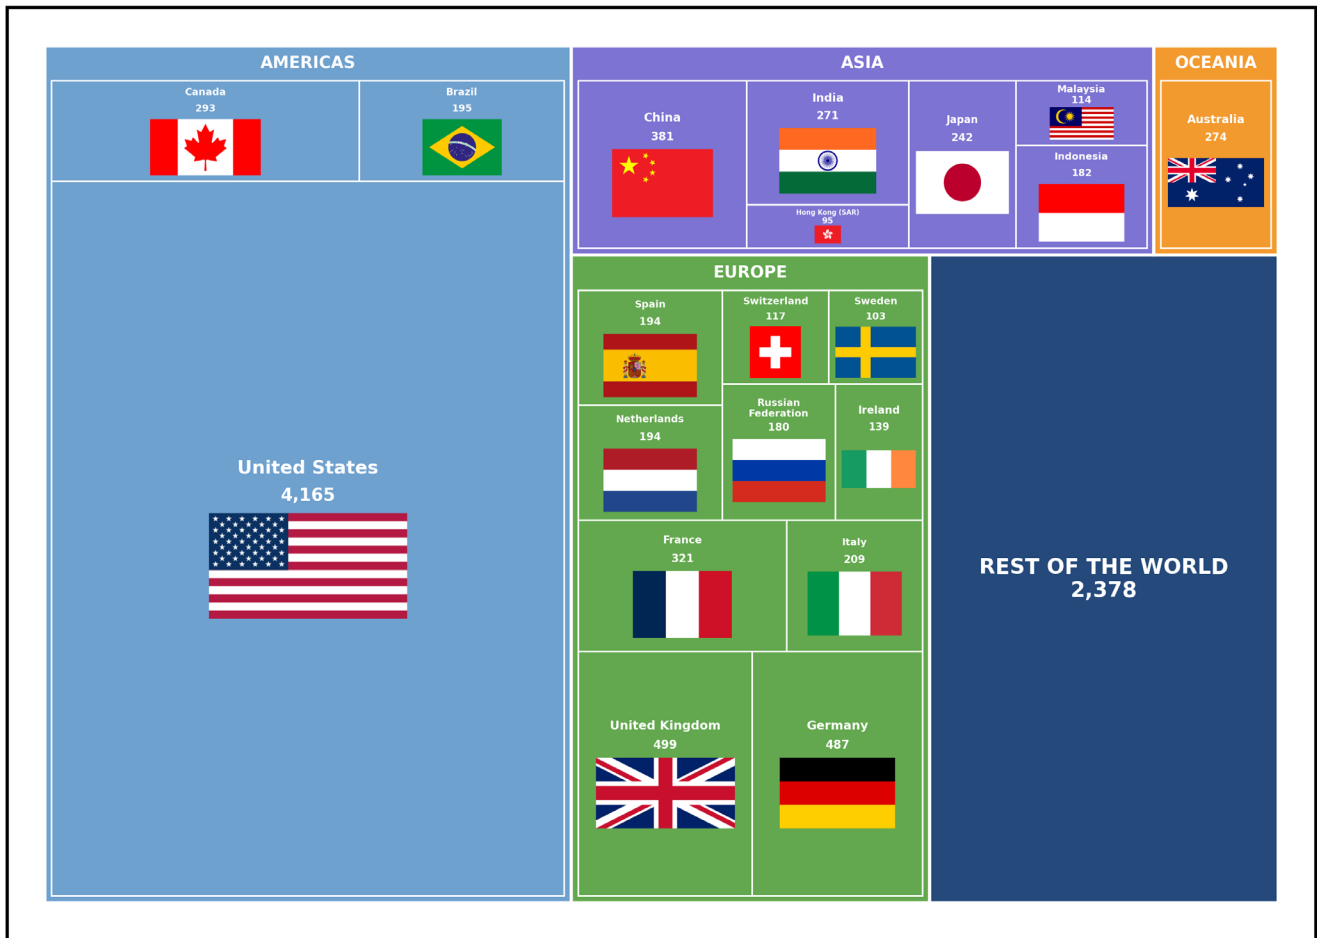 AMERICAS
Canada
293
Brazil
195
United States
4,165
ASIA
China
381
India
271
Hong Kong (SAR)
95
Japan
242
Malaysia
114
Indonesia
182
OCEANIA
Australia
274
EUROPE
Spain
194
Switzerland
117
Sweden
103
Netherlands
194
Russian
Federation
180
Ireland
139
France
321
Italy
209
United Kingdom
499
Germany
487
REST OF THE WORLD
2,378